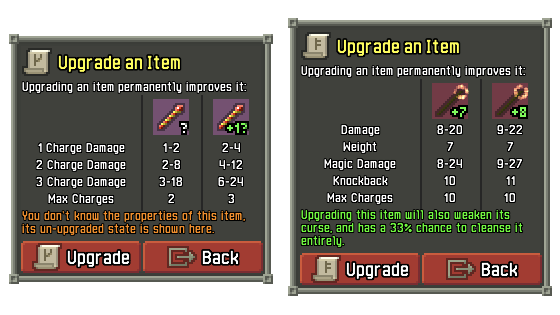 Upgrade an Item
Upgrading an item permanently improves it:
? +1?
1 Charge Damage 1-2 2-4
2 Charge Damage 2-8 4-12
3 Charge Damage 3-18 6-24
Max Charges 2 3
You don't know the properties of this item,
its un-upgraded state is shown here.
Upgrade Back
Upgrade an Item
Upgrading an item permanently improves it:
+7 +8
Damage 8-20 9-22
Weight 7 7
Magic Damage 8-24 9-27
Knockback 10 11
Max Charges 10 10
Upgrading this item will also weaken its
curse, and has a 33% chance to cleanse it
entirely.
Upgrade Back